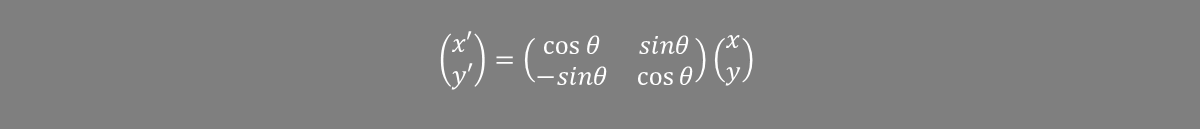 (x′ y′) = (cos θ sinθ −sinθ cos θ)(x y)